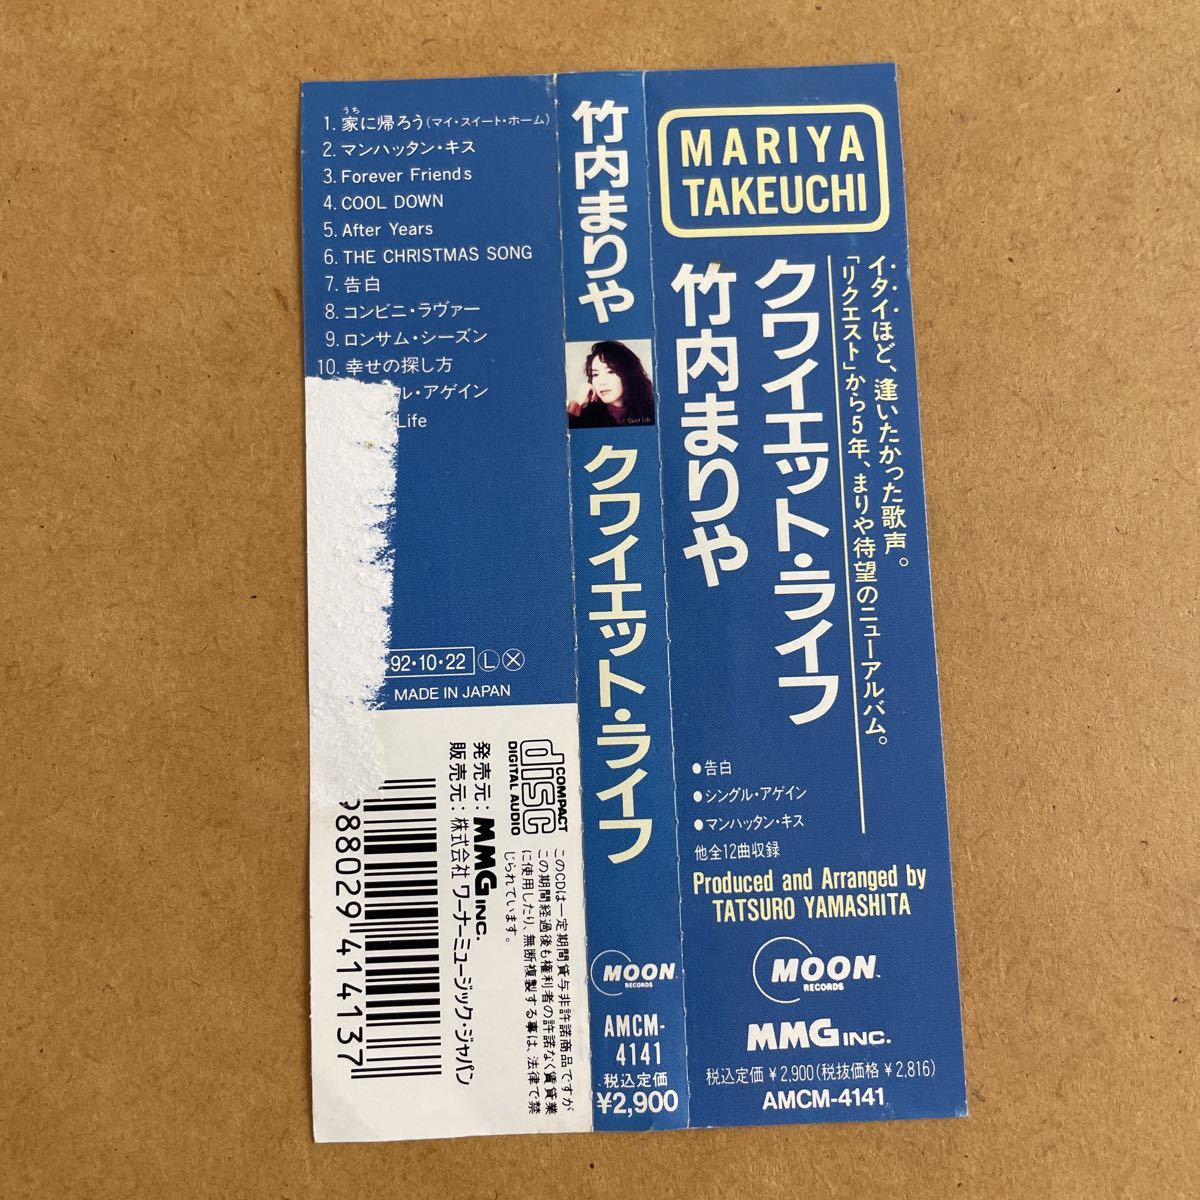 1. 家に帰ろう(マイ・スイート・ホーム)
うち
2. マンハッタン・キス
3. Forever Friends
4. COOL DOWN
5. After Years
6. THE CHRISTMAS SONG
7. 告白
8. コンビニ・ラヴァー
9. ロンサム・シーズン
10. 幸せの探し方
ル・アゲイン
Life
92・10・22 Ⓛ Ⓧ
MADE IN JAPAN
COMPACT
disc
DIGITAL AUDIO
発売元:MMG INC.
販売元:株式会社 ワーナーミュージック・ジャパン
このCDは一定期間貸与非許諾商品ですが
この期間経過後も権利者の許諾なく賃貸業
に使用したり、無断複製する事は、法律で禁
じられています。
988029 414137
竹内まりや
クワイエット・ライフ
MOON
RECORDS
AMCM-
4141
税込定価
¥2,900
MARIYA
TAKEUCHI
イタイほど、逢いたかった歌声。
「リクエスト」から5年、まりや待望のニューアルバム。
クワイエット・ライフ
竹内まりや
●告白
●シングル・アゲイン
●マンハッタン・キス
他全12曲収録
Produced and Arranged by
TATSURO YAMASHITA
MOON™
RECORDS
MMG INC.
税込定価 ¥2,900(税抜価格 ¥2,816)
AMCM-4141